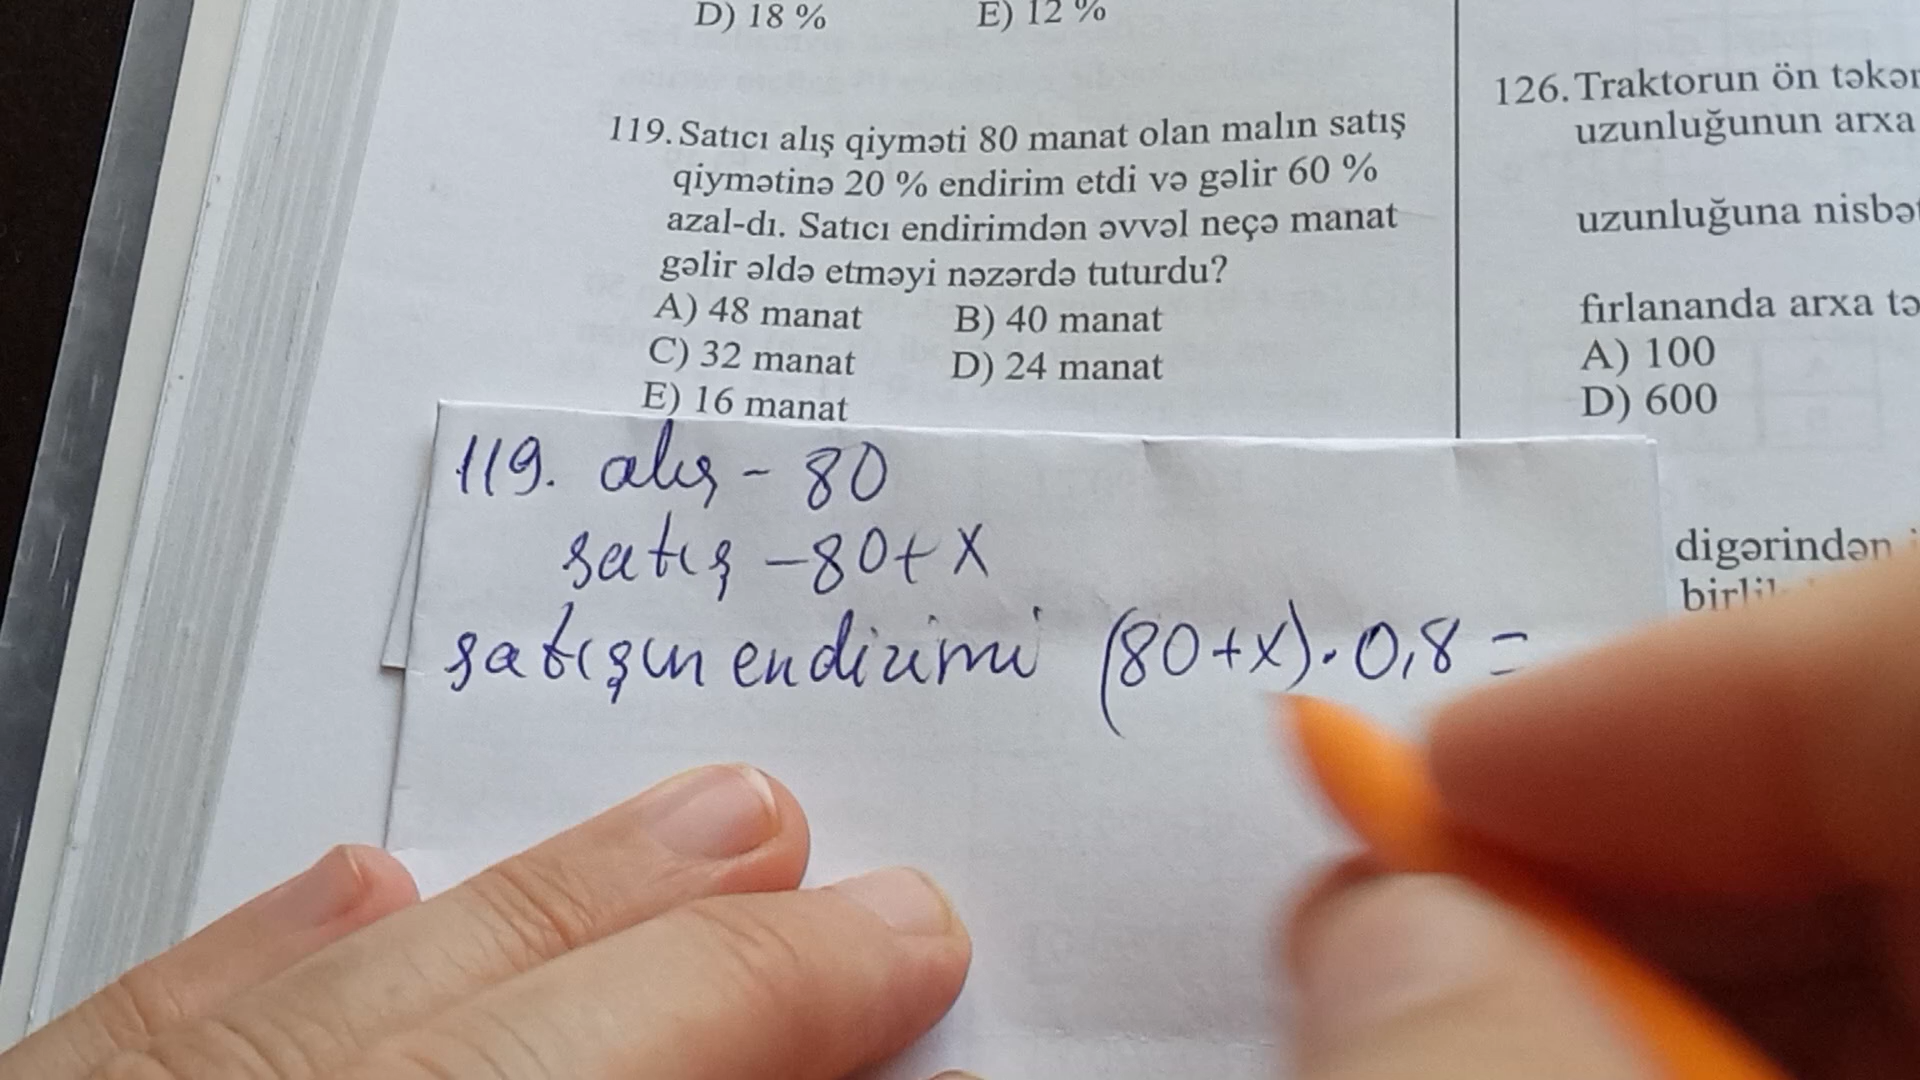 D) 18 % E) 12 %
119. Satıcı alış qiyməti 80 manat olan malın satış
qiymətinə 20 % endirim etdi və gəlir 60 %
azal-dı. Satıcı endirimdən əvvəl neçə manat
gəlir əldə etməyi nəzərdə tuturdu?
A) 48 manat B) 40 manat
C) 32 manat D) 24 manat
E) 16 manat
119. alış - 80
satış - 80 + x
satışın endirimi (80+x)·0,8 =
126. Traktorun ön təkər
uzunluğunun arxa
uzunluğuna nisbət
fırlananda arxa tə
A) 100
D) 600
digərindən